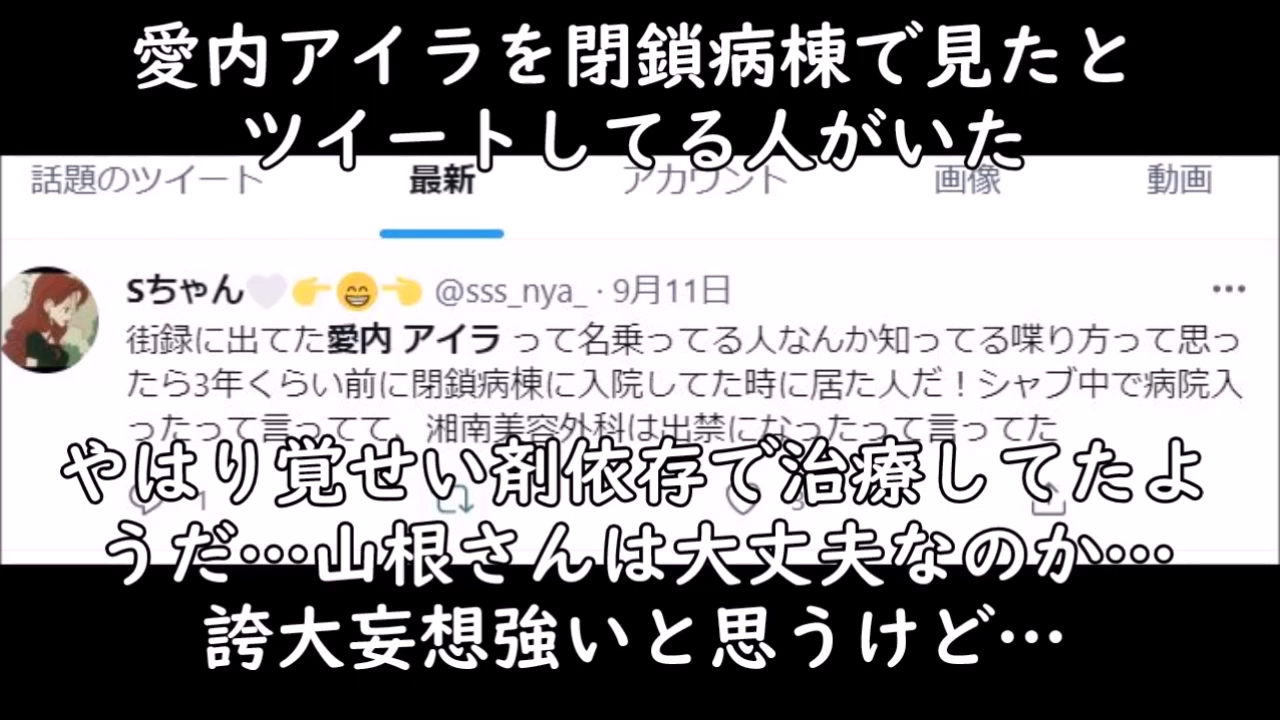 愛内アイラを閉鎖病棟で見たと
ツイートしてる人がいた
話題のツイート 最新 アカウント 画像 動画
Sちゃん🤍👉😁👈 @sss_nya_ · 9月11日 …
街録に出てた愛内 アイラ って名乗ってる人なんか知ってる喋り方って思っ
たら3年くらい前に閉鎖病棟に入院してた時に居た人だ！シャブ中で病院入
ったって言ってて、湘南美容外科は出禁になったって言ってた
やはり覚せい剤依存で治療してたよ
1 3
うだ…山根さんは大丈夫なのか…
誇大妄想強いと思うけど…